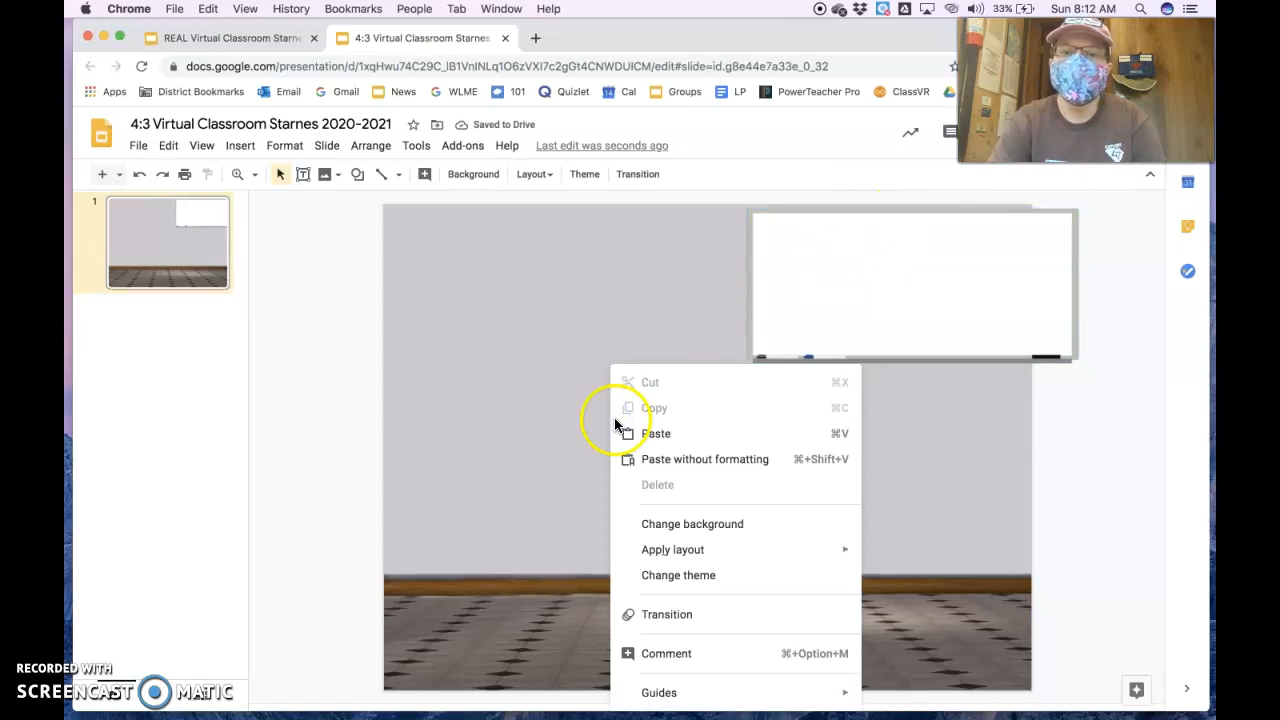 Chrome File Edit View History Bookmarks People Tab Window Help 33% Sun 8:12 AM
REAL Virtual Classroom Starne 4:3 Virtual Classroom Starnes
docs.google.com/presentation/d/1xqHwu74C29C_lB1VnINLq1O6zVXl7c2gGt4CNWDUICM/edit#slide=id.g8e44e7a33e_0_32
Apps District Bookmarks Email Gmail News WLME 101 Quizlet Cal Groups LP PowerTeacher Pro ClassVR
4:3 Virtual Classroom Starnes 2020-2021 Saved to Drive
File Edit View Insert Format Slide Arrange Tools Add-ons Help Last edit was seconds ago
Background Layout Theme Transition
1
Cut ⌘X
Copy ⌘C
Paste ⌘V
Paste without formatting ⌘+Shift+V
Delete
Change background
Apply layout
Change theme
Transition
Comment ⌘+Option+M
Guides
RECORDED WITH
SCREENCAST MATIC